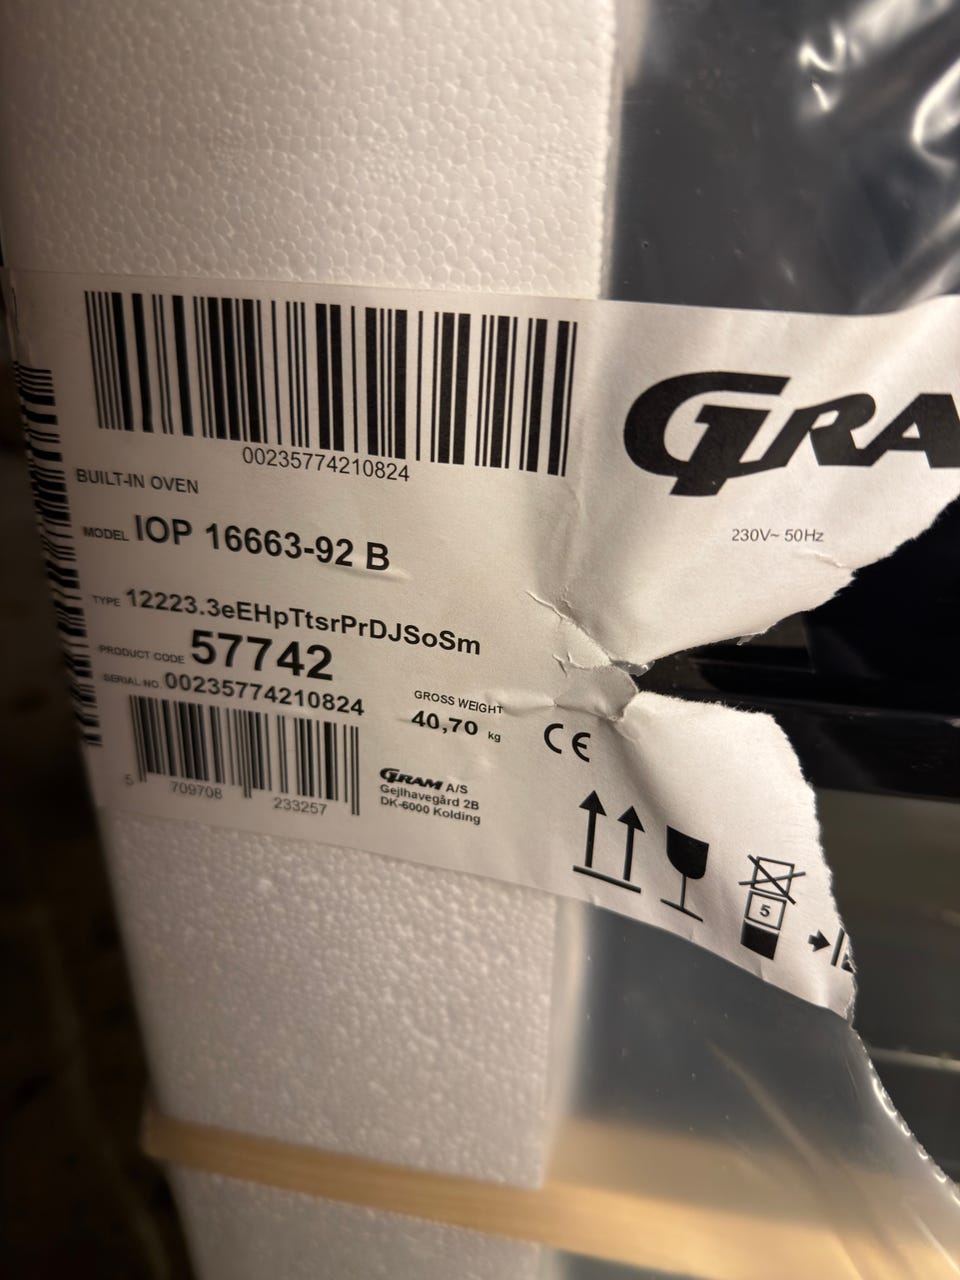 00235774210824
GRA
BUILT-IN OVEN
230V~ 50Hz
MODEL IOP 16663-92 B
TYPE 12223.3eEHpTtsrPrDJSoSm
PRODUCT CODE 57742
SERIAL NO. 00235774210824
GROSS WEIGHT
40,70 kg
CE
5 709708 233257
GRAM A/S
Gejlhavegård 2B
DK-6000 Kolding
5